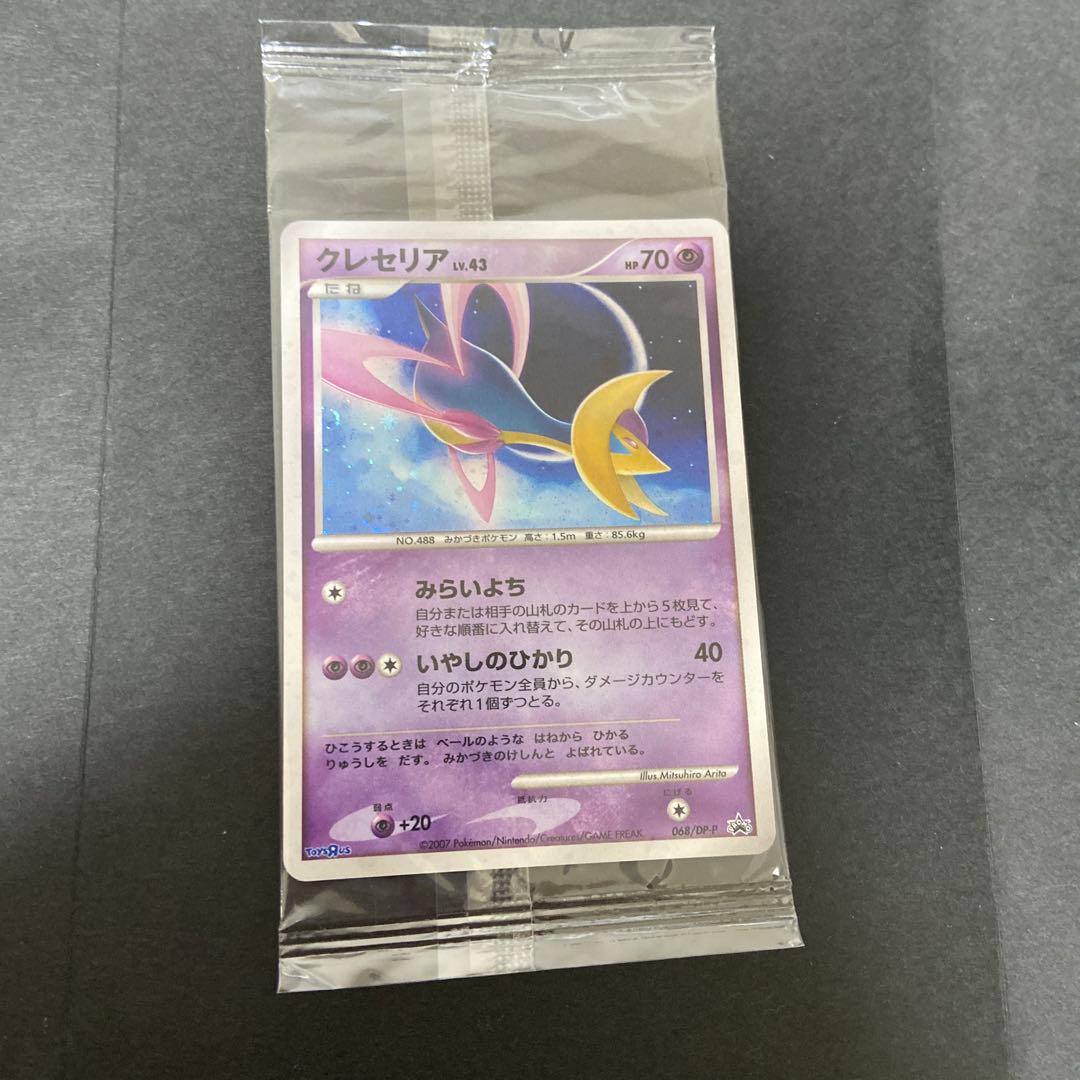 クレセリア LV.43 HP 70
たね
NO.488 みかづきポケモン 高さ:1.5m 重さ:85.6kg
みらいよち
自分または相手の山札のカードを上から5枚見て、
好きな順番に入れ替えて、その山札の上にもどす。
いやしのひかり 40
自分のポケモン全員から、ダメージカウンターを
それぞれ1個ずつとる。
ひこうするときは ベールのような はねから ひかる
りゅうしを だす。 みかづきのけしんと よばれている。
Illus.Mitsuhiro Arita
弱点 抵抗力 にげる
+20
068/DP-P PROMO
TOYSRUS ©2007 Pokémon/Nintendo/Creatures/GAME FREAK